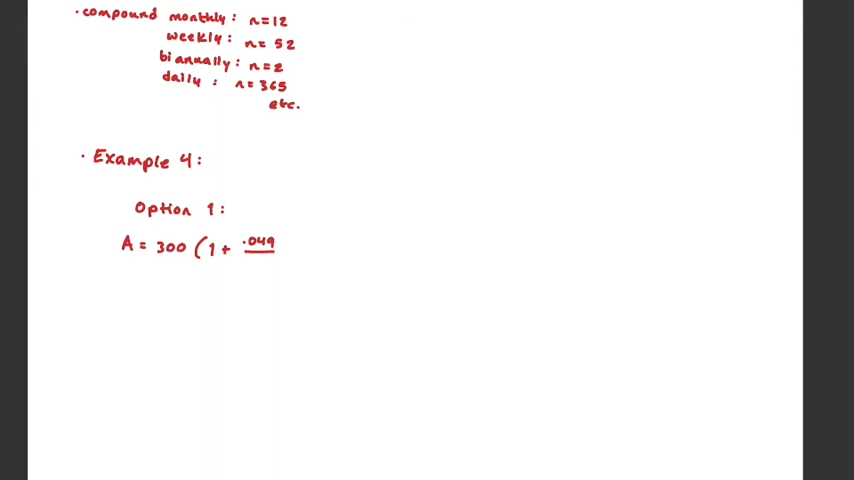 · compound monthly: n=12
weekly: n= 52
biannually: n=2
daily: n=365
etc.
· Example 4:
Option 1:
A = 300 (1 + .049